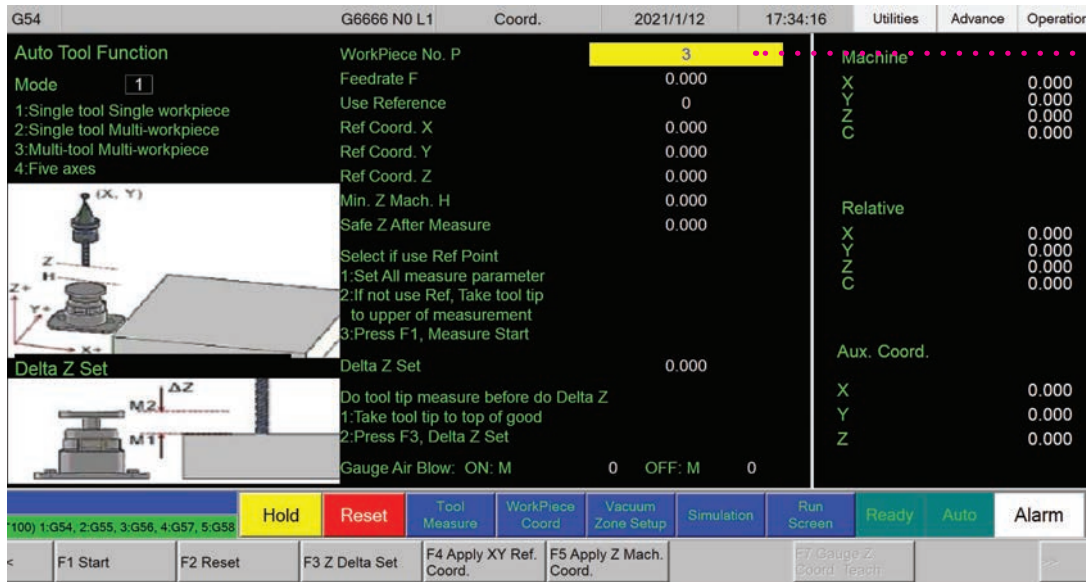 G54 G6666 N0 L1 Coord. 2021/1/12 17:34:16 Utilities Advance Operation
Auto Tool Function
Mode 1
1:Single tool Single workpiece
2:Single tool Multi-workpiece
3:Multi-tool Multi-workpiece
4:Five axes
(X, Y)
Z
H
Z+
Y+
X+
Delta Z Set
ΔZ
M2
M1
WorkPiece No. P 3
Feedrate F 0.000
Use Reference 0
Ref Coord. X 0.000
Ref Coord. Y 0.000
Ref Coord. Z 0.000
Min. Z Mach. H 0.000
Safe Z After Measure 0.000
Select if use Ref Point
1:Set All measure parameter
2:If not use Ref, Take tool tip
to upper of measurement
3:Press F1, Measure Start
Delta Z Set 0.000
Do tool tip measure before do Delta Z
1:Take tool tip to top of good
2:Press F3, Delta Z Set
Gauge Air Blow: ON: M 0 OFF: M 0
Machine
X 0.000
Y 0.000
Z 0.000
C 0.000
Relative
X 0.000
Y 0.000
Z 0.000
C 0.000
Aux. Coord.
X 0.000
Y 0.000
Z 0.000
*100) 1:G54, 2:G55, 3:G56, 4:G57, 5:G58
Hold
Reset
Tool
Measure
WorkPiece
Coord
Vacuum
Zone Setup
Simulation
Run
Screen
Ready
Auto
Alarm
<
F1 Start
F2 Reset
F3 Z Delta Set
F4 Apply XY Ref.
Coord.
F5 Apply Z Mach.
Coord.
F7 Gauge Z
Coord. Teach
>>